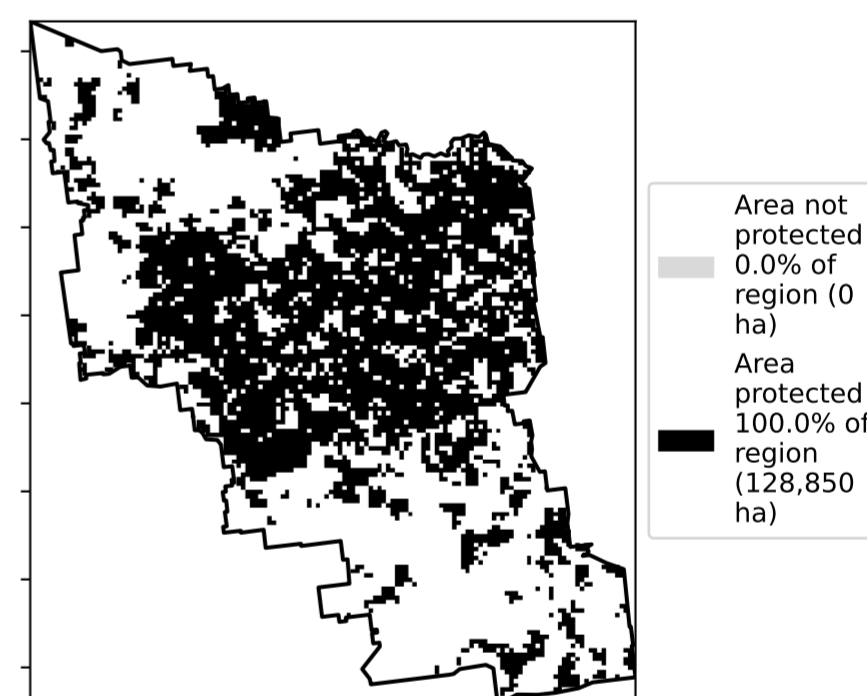 Area not
protected
0.0% of
region (0
ha)
Area
protected
100.0% of
region
(128,850
ha)